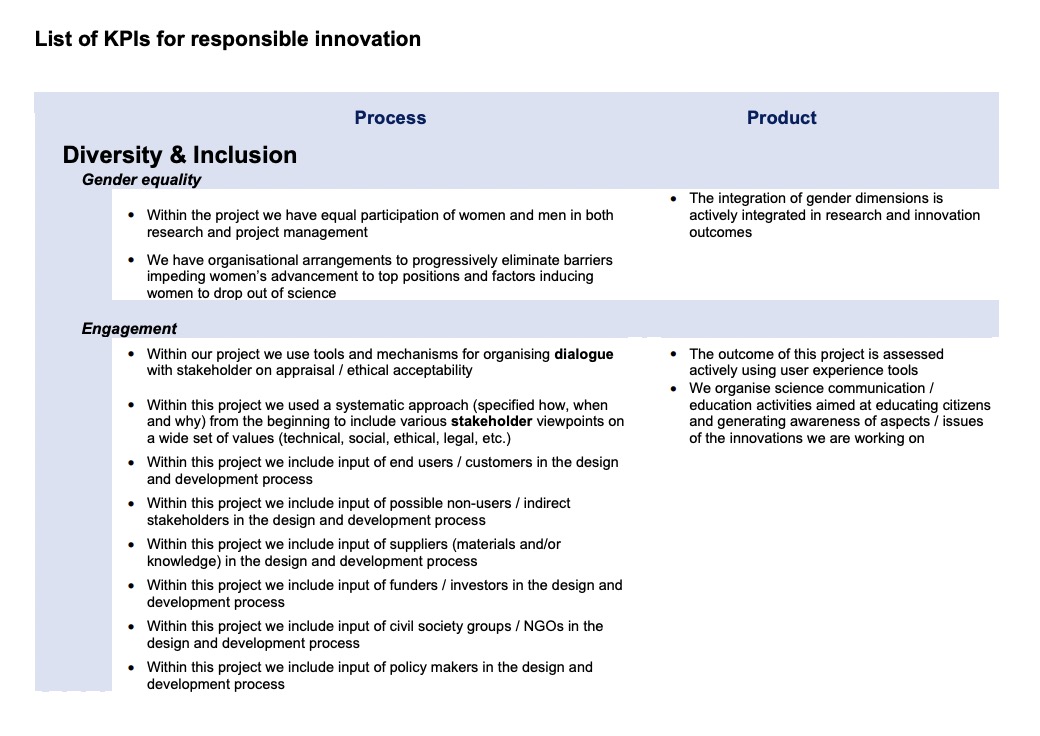 List of KPIs for responsible innovation
Process
Product
Diversity & Inclusion
Gender equality
• Within the project we have equal participation of women and men in both
research and project management
• We have organisational arrangements to progressively eliminate barriers
impeding women's advancement to top positions and factors inducing
women to drop out of science
• The integration of gender dimensions is
actively integrated in research and innovation
outcomes
Engagement
• Within our project we use tools and mechanisms for organising dialogue
with stakeholder on appraisal / ethical acceptability
• Within this project we used a systematic approach (specified how, when
and why) from the beginning to include various stakeholder viewpoints on
a wide set of values (technical, social, ethical, legal, etc.)
• Within this project we include input of end users / customers in the design
and development process
• Within this project we include input of possible non-users / indirect
stakeholders in the design and development process
• Within this project we include input of suppliers (materials and/or
knowledge) in the design and development process
• Within this project we include input of funders / investors in the design and
development process
• Within this project we include input of civil society groups / NGOs in the
design and development process
• Within this project we include input of policy makers in the design and
development process
• The outcome of this project is assessed
actively using user experience tools
• We organise science communication /
education activities aimed at educating citizens
and generating awareness of aspects / issues
of the innovations we are working on